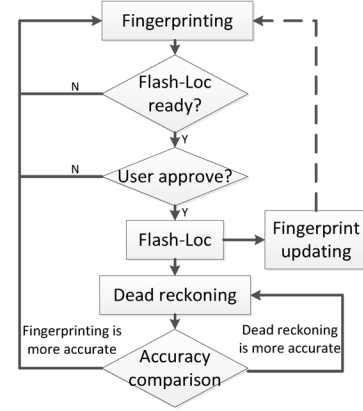 Fingerprinting
Flash-Loc
ready?
N
Y
User approve?
N
Y
Flash-Loc
Fingerprint
updating
Dead reckoning
Fingerprinting is
more accurate
Dead reckoning
is more accurate
Accuracy
comparison